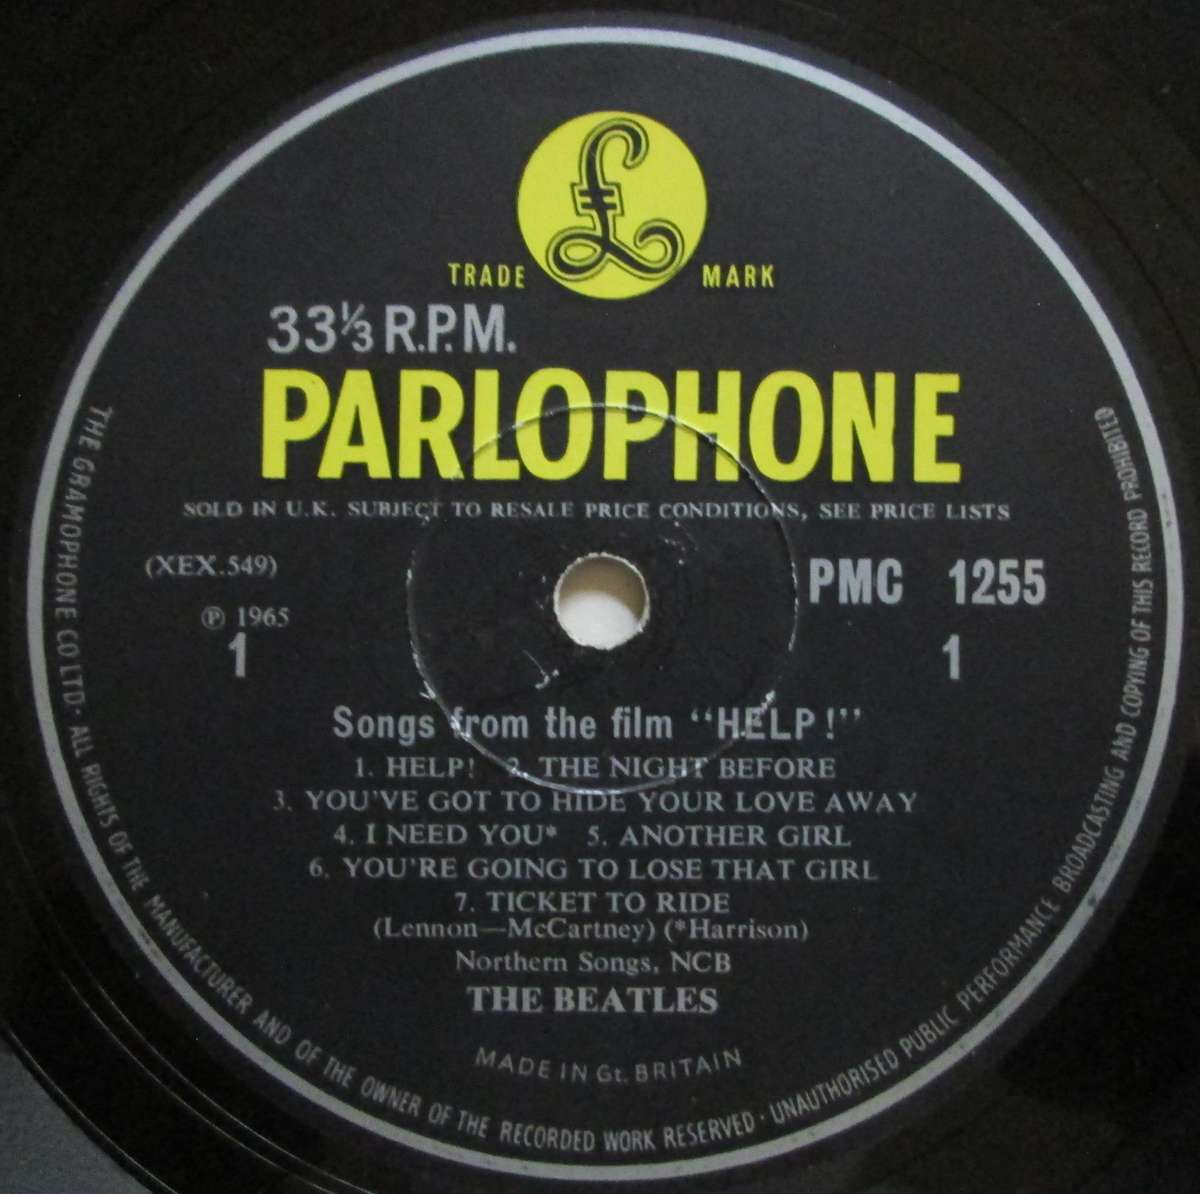 £
TRADE MARK
33⅓ R.P.M.
PARLOPHONE
SOLD IN U.K. SUBJECT TO RESALE PRICE CONDITIONS, SEE PRICE LISTS
(XEX.549)
PMC 1255
℗ 1965
1
1
Songs from the film “HELP!”
1. HELP! 2. THE NIGHT BEFORE
3. YOU'VE GOT TO HIDE YOUR LOVE AWAY
4. I NEED YOU* 5. ANOTHER GIRL
6. YOU'RE GOING TO LOSE THAT GIRL
7. TICKET TO RIDE
(Lennon—McCartney) (*Harrison)
Northern Songs, NCB
THE BEATLES
MADE IN Gt. BRITAIN
THE GRAMOPHONE CO LTD · ALL RIGHTS OF THE MANUFACTURER AND OF THE OWNER OF THE RECORDED WORK RESERVED · UNAUTHORISED PUBLIC PERFORMANCE BROADCASTING AND COPYING OF THIS RECORD PROHIBITED